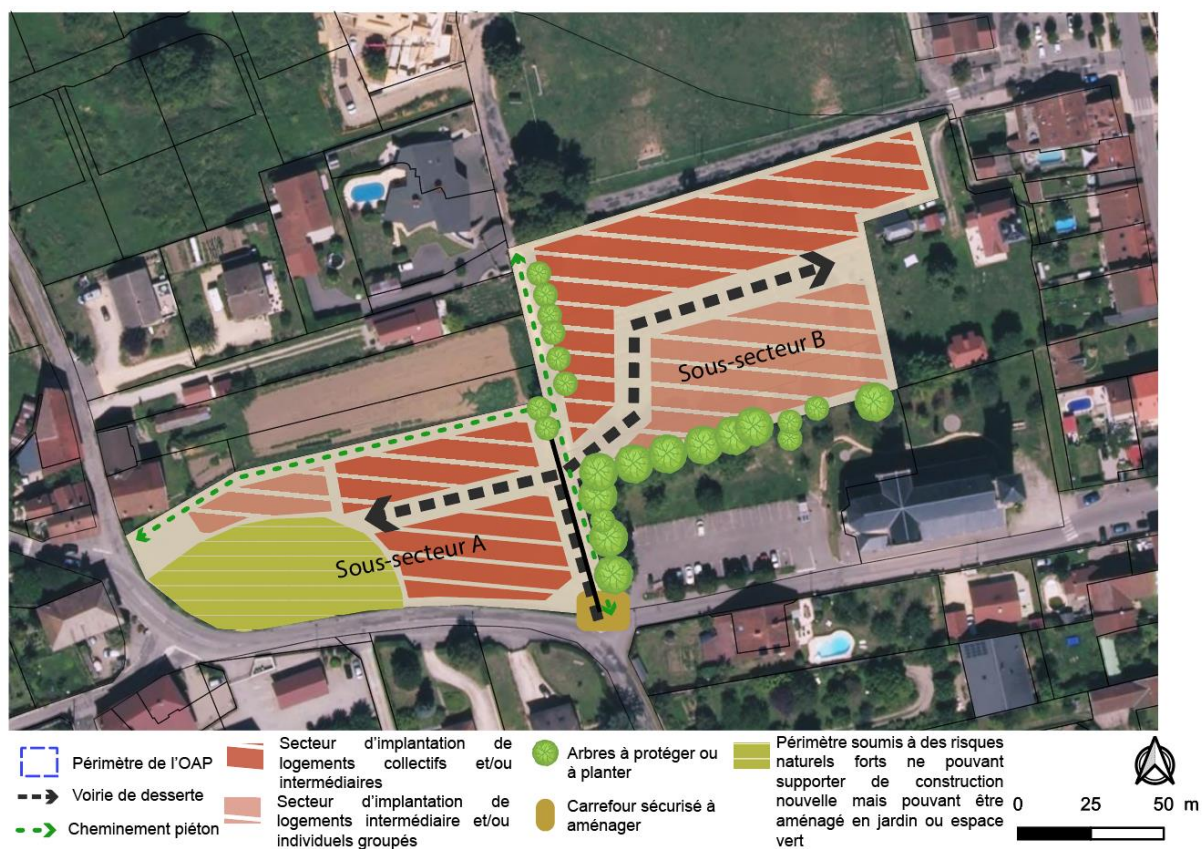 Sous-secteur B
Sous-secteur A
Périmètre de l'OAP
Voirie de desserte
Cheminement piéton
Secteur d'implantation de
logements collectifs et/ou
intermédiaires
Secteur d'implantation de
logements intermédiaire et/ou
individuels groupés
Arbres à protéger ou
à planter
Carrefour sécurisé à
aménager
Périmètre soumis à des risques
naturels forts ne pouvant
supporter de construction
nouvelle mais pouvant être
aménagé en jardin ou espace
vert
0 25 50 m